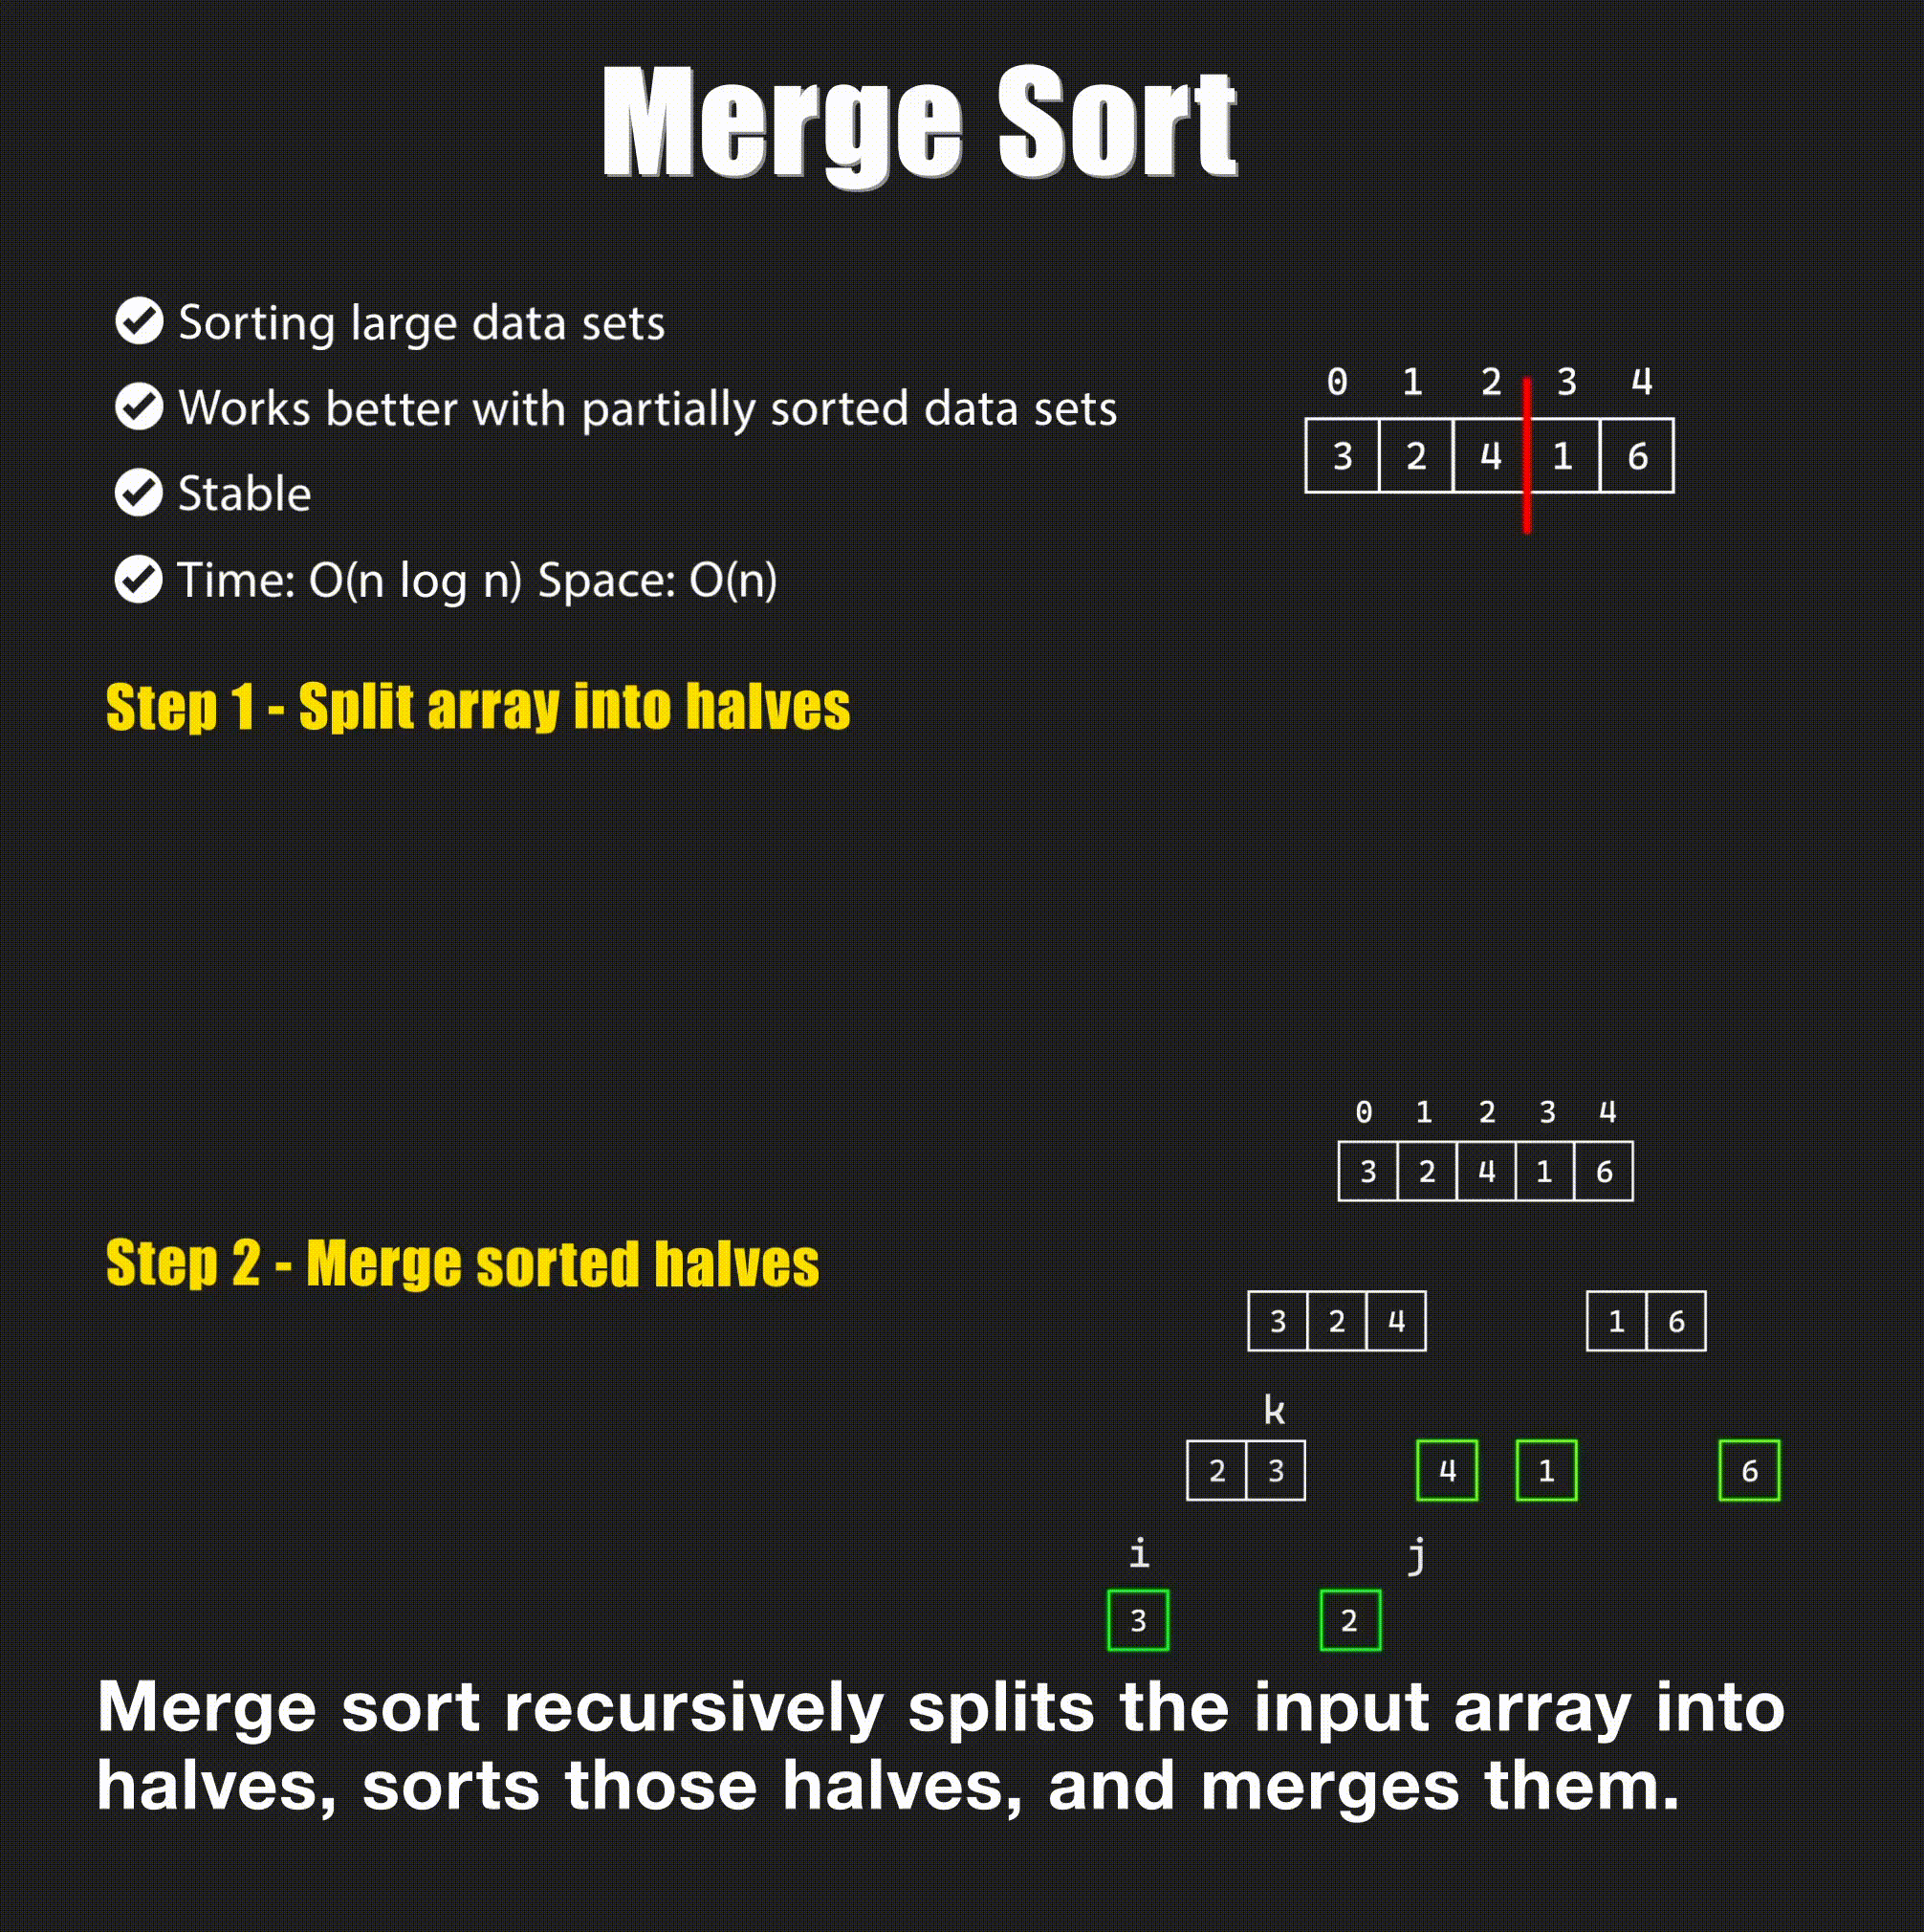 Merge Sort
Sorting large data sets
Works better with partially sorted data sets
Stable
Time: O(n log n) Space: O(n)
0 1 2 3 4
3 2 4 1 6
Step 1 - Split array into halves
0 1 2 3 4
3 2 4 1 6
Step 2 - Merge sorted halves
3 2 4 1 6
k
2 3 4 1 6
i j
3 2
Merge sort recursively splits the input array into
halves, sorts those halves, and merges them.